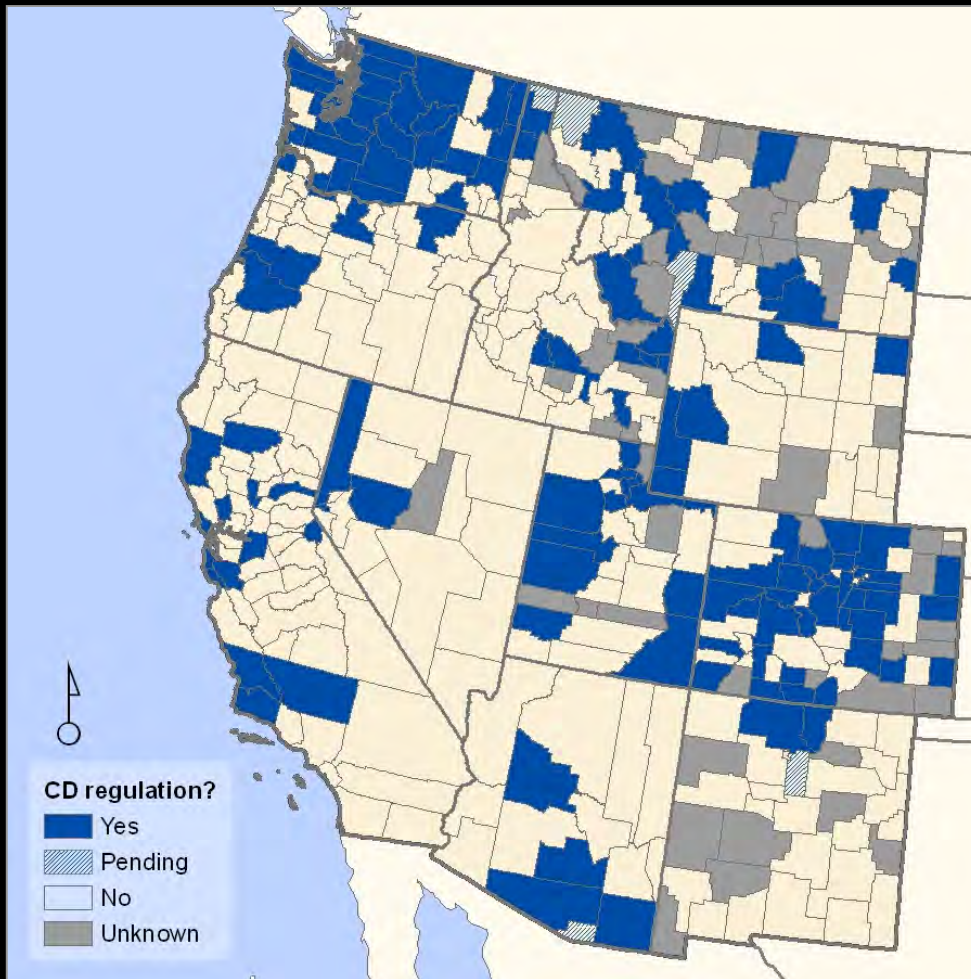 CD regulation?
Yes
Pending
No
Unknown